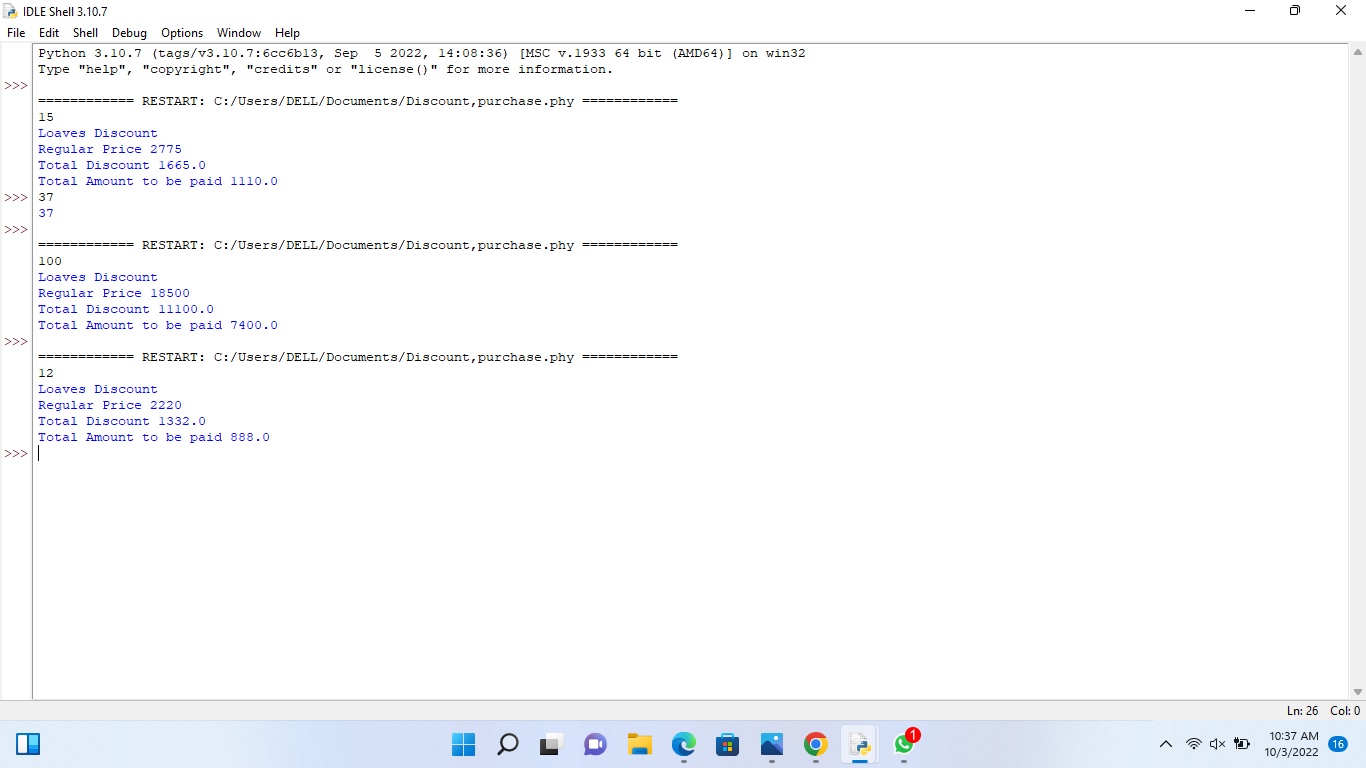 IDLE Shell 3.10.7
File Edit Shell Debug Options Window Help
Python 3.10.7 (tags/v3.10.7:6cc6b13, Sep  5 2022, 14:08:36) [MSC v.1933 64 bit (AMD64)] on win32
Type "help", "copyright", "credits" or "license()" for more information.
>>>
============ RESTART: C:/Users/DELL/Documents/Discount,purchase.phy ============
15
Loaves Discount
Regular Price 2775
Total Discount 1665.0
Total Amount to be paid 1110.0
>>> 37
37
>>>
============ RESTART: C:/Users/DELL/Documents/Discount,purchase.phy ============
100
Loaves Discount
Regular Price 18500
Total Discount 11100.0
Total Amount to be paid 7400.0
>>>
============ RESTART: C:/Users/DELL/Documents/Discount,purchase.phy ============
12
Loaves Discount
Regular Price 2220
Total Discount 1332.0
Total Amount to be paid 888.0
>>>
Ln: 26 Col: 0
1
10:37 AM
10/3/2022
16